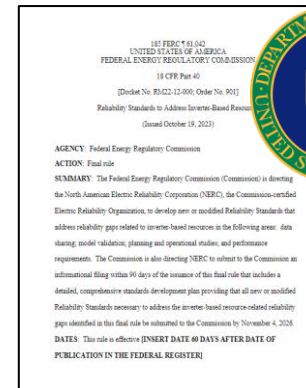 185 FERC ¶ 61,042
UNITED STATES OF AMERICA
FEDERAL ENERGY REGULATORY COMMISSION
18 CFR Part 40
[Docket No. RM22-12-000; Order No. 901]
Reliability Standards to Address Inverter-Based
(Issued October 19, 2023)
AGENCY: Federal Energy Regulatory Commission
ACTION: Final rule
SUMMARY: The Federal Energy Regulatory Commission (Commission) is directing
the North American Electric Reliability Corporation (NERC), the Commission-certified
Electric Reliability Organization, to develop new or modified Reliability Standards that
address reliability gaps related to inverter-based resources in the following areas: data
sharing; model validation; planning and operational studies; and performance
requirements. The Commission is also directing NERC to submit to the Commission an
informational filing within 90 days of the issuance of this final rule that includes a
detailed, comprehensive standards development plan providing that all new or modified
Reliability Standards necessary to address the inverter-based resource-related reliability
gaps identified in this final rule be submitted to the Commission by November 4, 2026.
DATES: This rule is effective [INSERT DATE 60 DAYS AFTER DATE OF
PUBLICATION IN THE FEDERAL REGISTER]